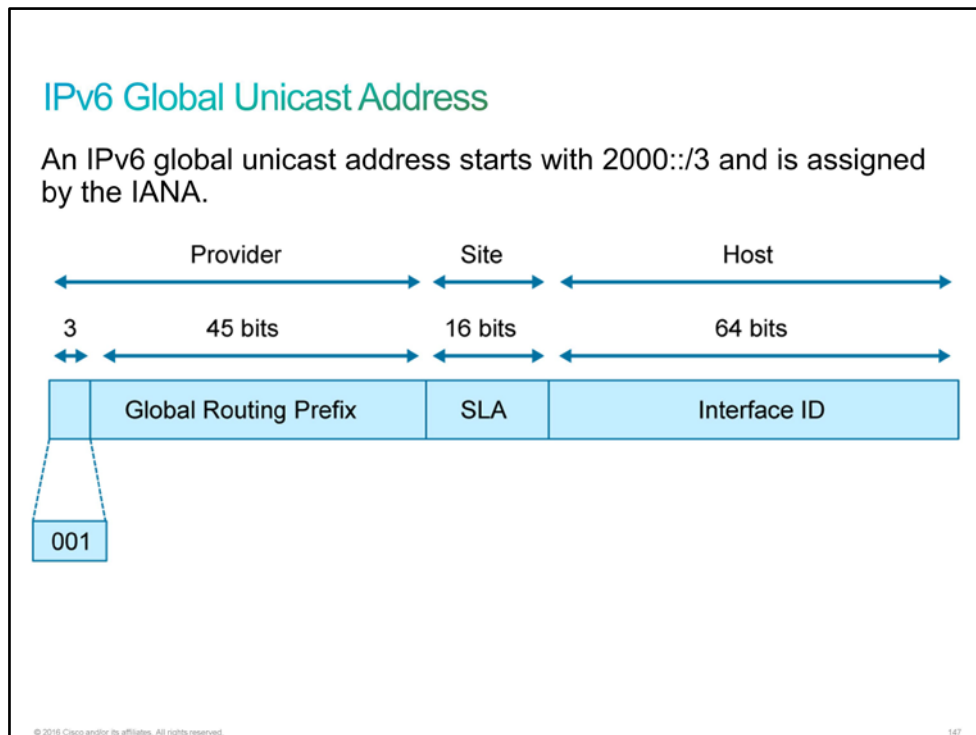 IPv6 Global Unicast Address
An IPv6 global unicast address starts with 2000::/3 and is assigned
by the IANA.
Provider Site Host
3 45 bits 16 bits 64 bits
Global Routing Prefix SLA Interface ID
001
© 2016 Cisco and/or its affiliates. All rights reserved. 147